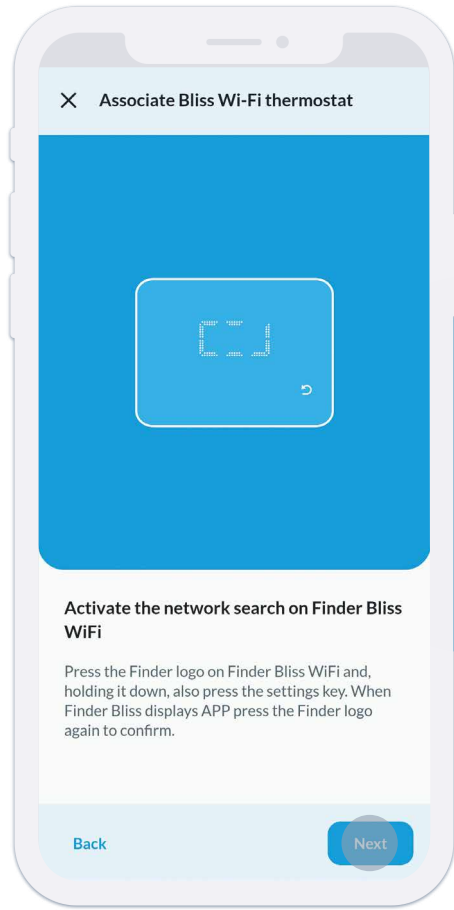 Associate Bliss Wi-Fi thermostat
Activate the network search on Finder Bliss
WiFi
Press the Finder logo on Finder Bliss WiFi and,
holding it down, also press the settings key. When
Finder Bliss displays APP press the Finder logo
again to confirm.
Back
Next